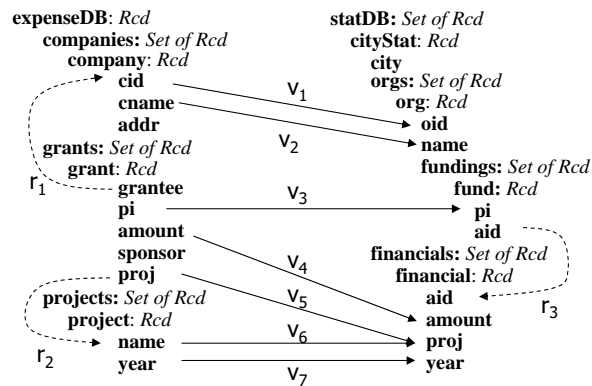 expenseDB: Rcd
companies: Set of Rcd
company: Rcd
cid
cname
addr
grants: Set of Rcd
grant: Rcd
grantee
pi
amount
sponsor
proj
projects: Set of Rcd
project: Rcd
name
year
r1
r2
v1
v2
v3
v4
v5
v6
v7
statDB: Set of Rcd
cityStat: Rcd
city
orgs: Set of Rcd
org: Rcd
oid
name
fundings: Set of Rcd
fund: Rcd
pi
aid
financials: Set of Rcd
financial: Rcd
aid
amount
proj
year
r3